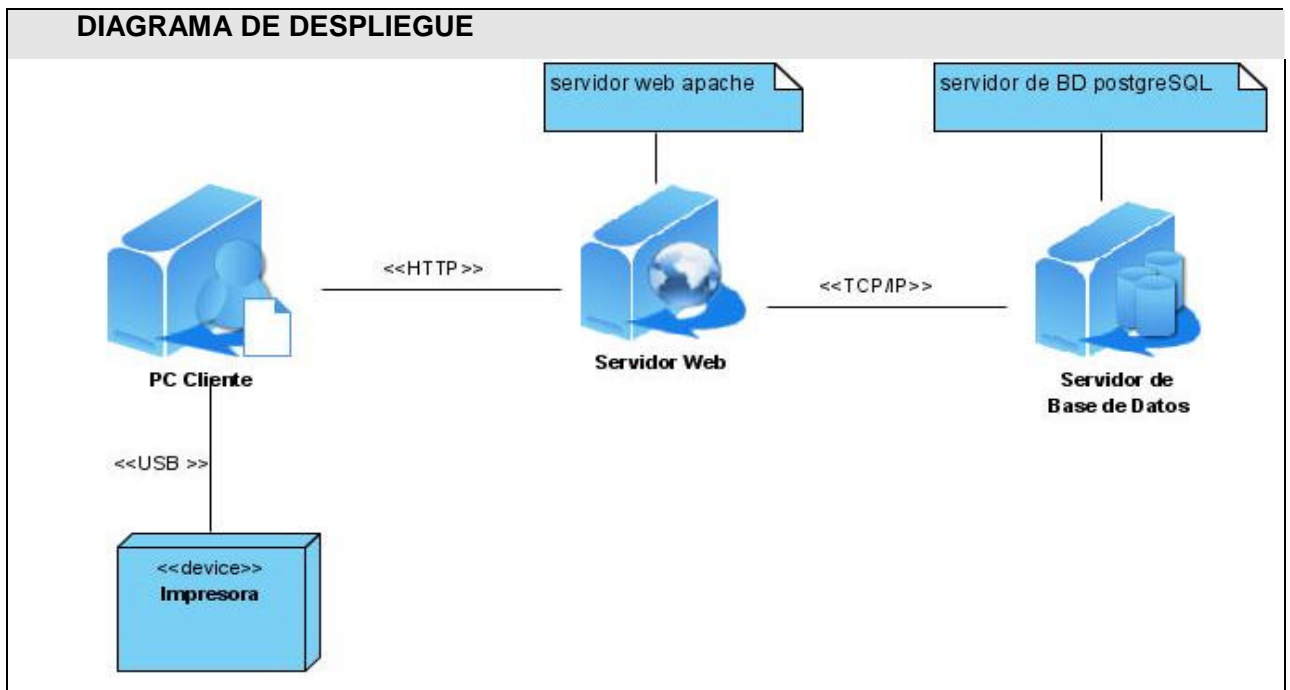 DIAGRAMA DE DESPLIEGUE
servidor web apache
servidor de BD postgreSQL
<<HTTP>>
<<TCP/IP>>
PC Cliente
Servidor Web
Servidor de
Base de Datos
<<USB >>
<<device>>
Impresora